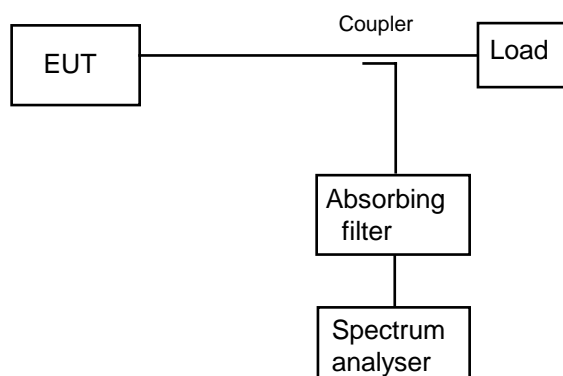 Coupler
EUT
Load
Absorbing
filter
Spectrum
analyser